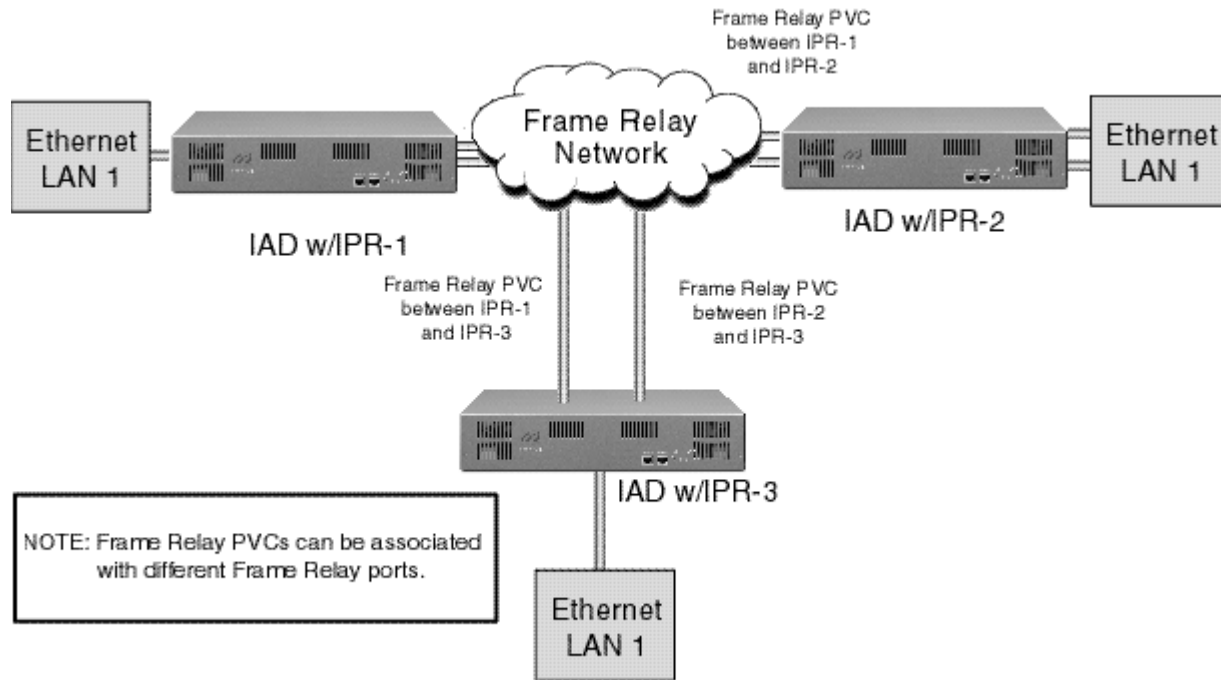 Frame Relay PVC
between IPR-1
and IPR-2
Ethernet
LAN 1
Frame Relay
Network
Ethernet
LAN 1
IAD w/IPR-1
IAD w/IPR-2
Frame Relay PVC
between IPR-1
and IPR-3
Frame Relay PVC
between IPR-2
and IPR-3
IAD w/IPR-3
NOTE: Frame Relay PVCs can be associated
with different Frame Relay ports.
Ethernet
LAN 1